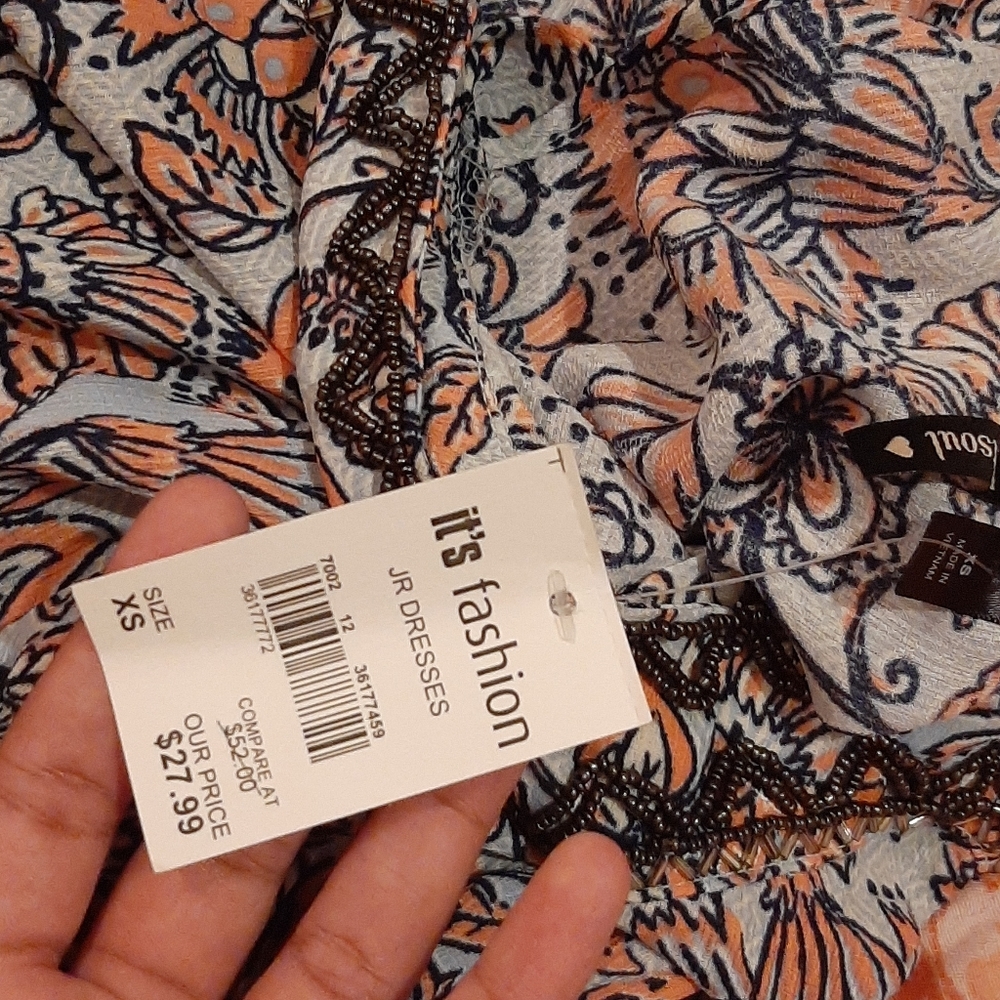 T
it's fashion
JR DRESSES
7002 12 36177459
36177772
SIZE
XS
COMPARE AT
$52.00
OUR PRICE
$27.99
soul
XS
MADE IN
VIETNAM